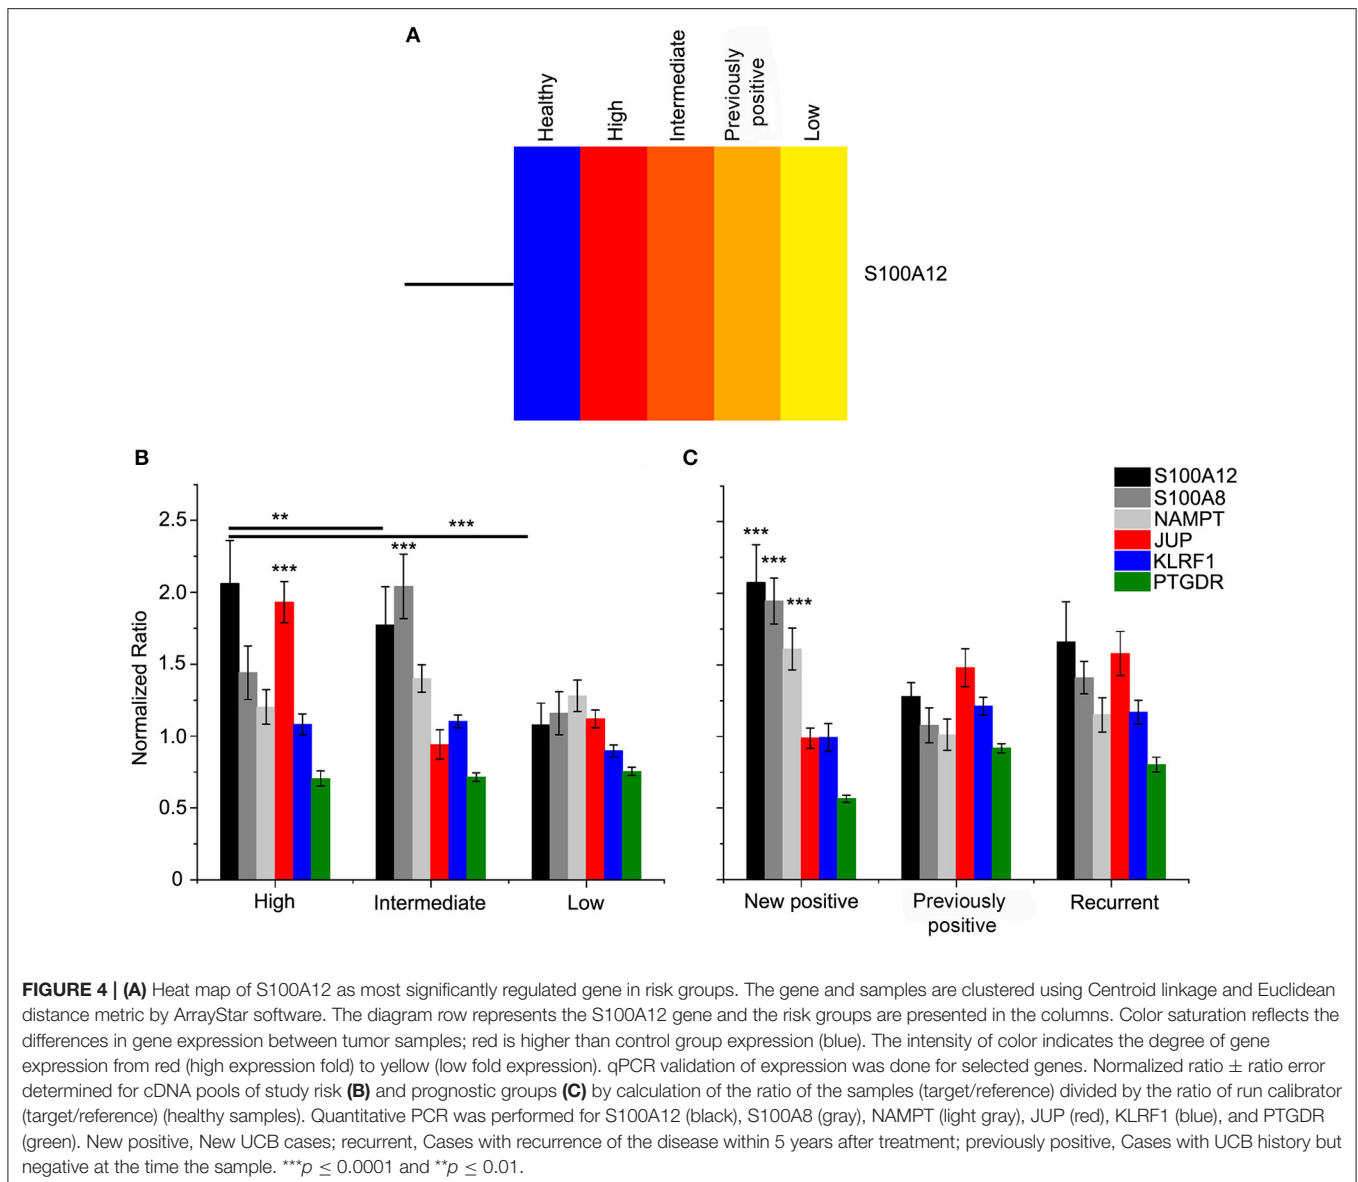 A
Healthy
High
Intermediate
Previously
positive
Low
S100A12
B
Normalized Ratio
2.5
2.0
1.5
1.0
0.5
0
**
***
***
***
High
Intermediate
Low
C
***
***
***
New positive
Previously
positive
Recurrent
S100A12
S100A8
NAMPT
JUP
KLRF1
PTGDR
FIGURE 4 | (A) Heat map of S100A12 as most significantly regulated gene in risk groups. The gene and samples are clustered using Centroid linkage and Euclidean
distance metric by ArrayStar software. The diagram row represents the S100A12 gene and the risk groups are presented in the columns. Color saturation reflects the
differences in gene expression between tumor samples; red is higher than control group expression (blue). The intensity of color indicates the degree of gene
expression from red (high expression fold) to yellow (low fold expression). qPCR validation of expression was done for selected genes. Normalized ratio ± ratio error
determined for cDNA pools of study risk (B) and prognostic groups (C) by calculation of the ratio of the samples (target/reference) divided by the ratio of run calibrator
(target/reference) (healthy samples). Quantitative PCR was performed for S100A12 (black), S100A8 (gray), NAMPT (light gray), JUP (red), KLRF1 (blue), and PTGDR
(green). New positive, New UCB cases; recurrent, Cases with recurrence of the disease within 5 years after treatment; previously positive, Cases with UCB history but
negative at the time the sample. ***p ≤ 0.0001 and **p ≤ 0.01.